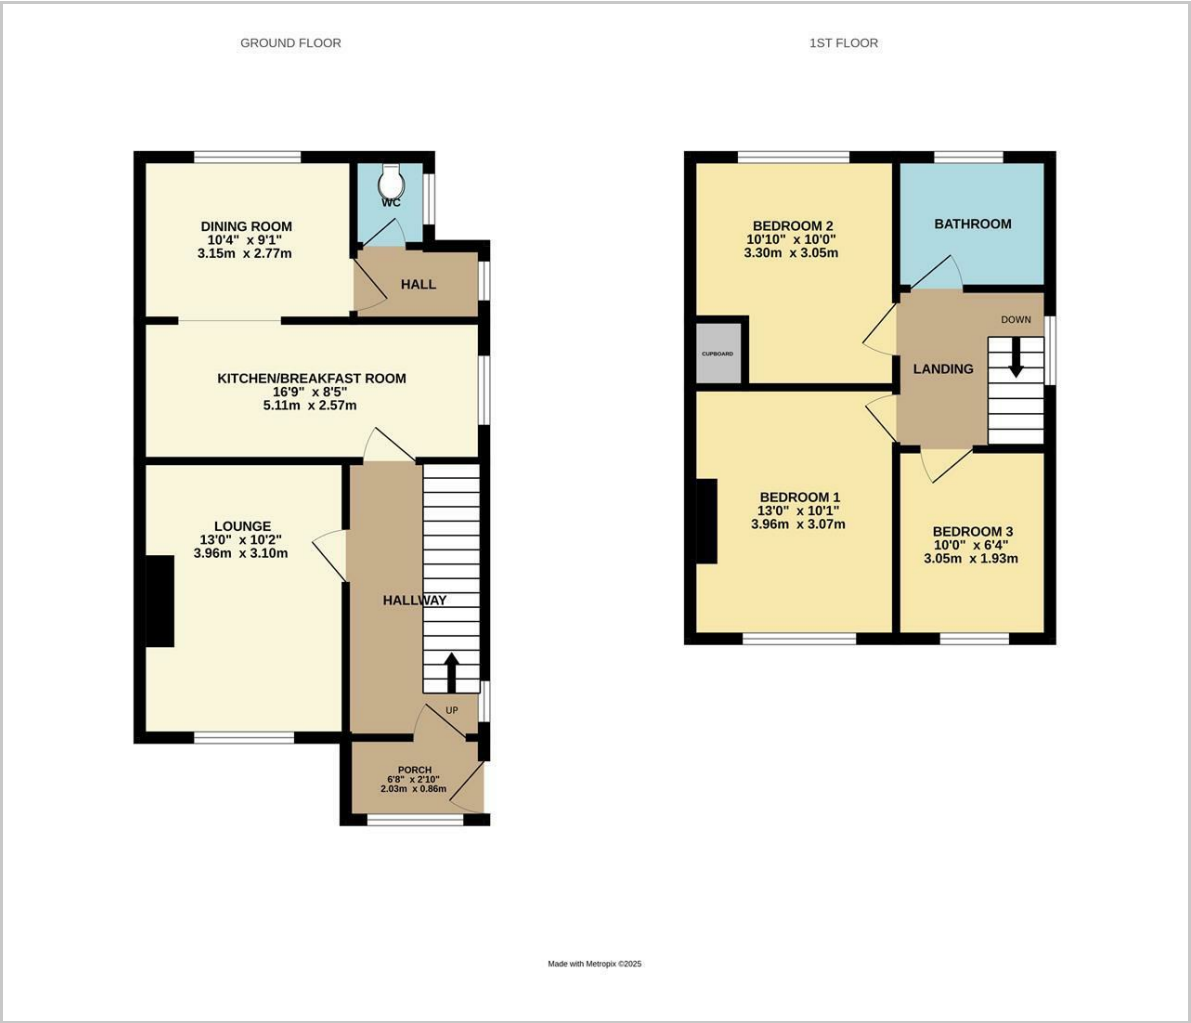 GROUND FLOOR
1ST FLOOR
DINING ROOM
10'4" x 9'1"
3.15m x 2.77m
WC
HALL
KITCHEN/BREAKFAST ROOM
16'9" x 8'5"
5.11m x 2.57m
LOUNGE
13'0" x 10'2"
3.96m x 3.10m
HALLWAY
UP
PORCH
6'8" x 2'10"
2.03m x 0.86m
BEDROOM 2
10'10" x 10'0"
3.30m x 3.05m
BATHROOM
DOWN
CUPBOARD
LANDING
BEDROOM 1
13'0" x 10'1"
3.96m x 3.07m
BEDROOM 3
10'0" x 6'4"
3.05m x 1.93m
Made with Metropix ©2025